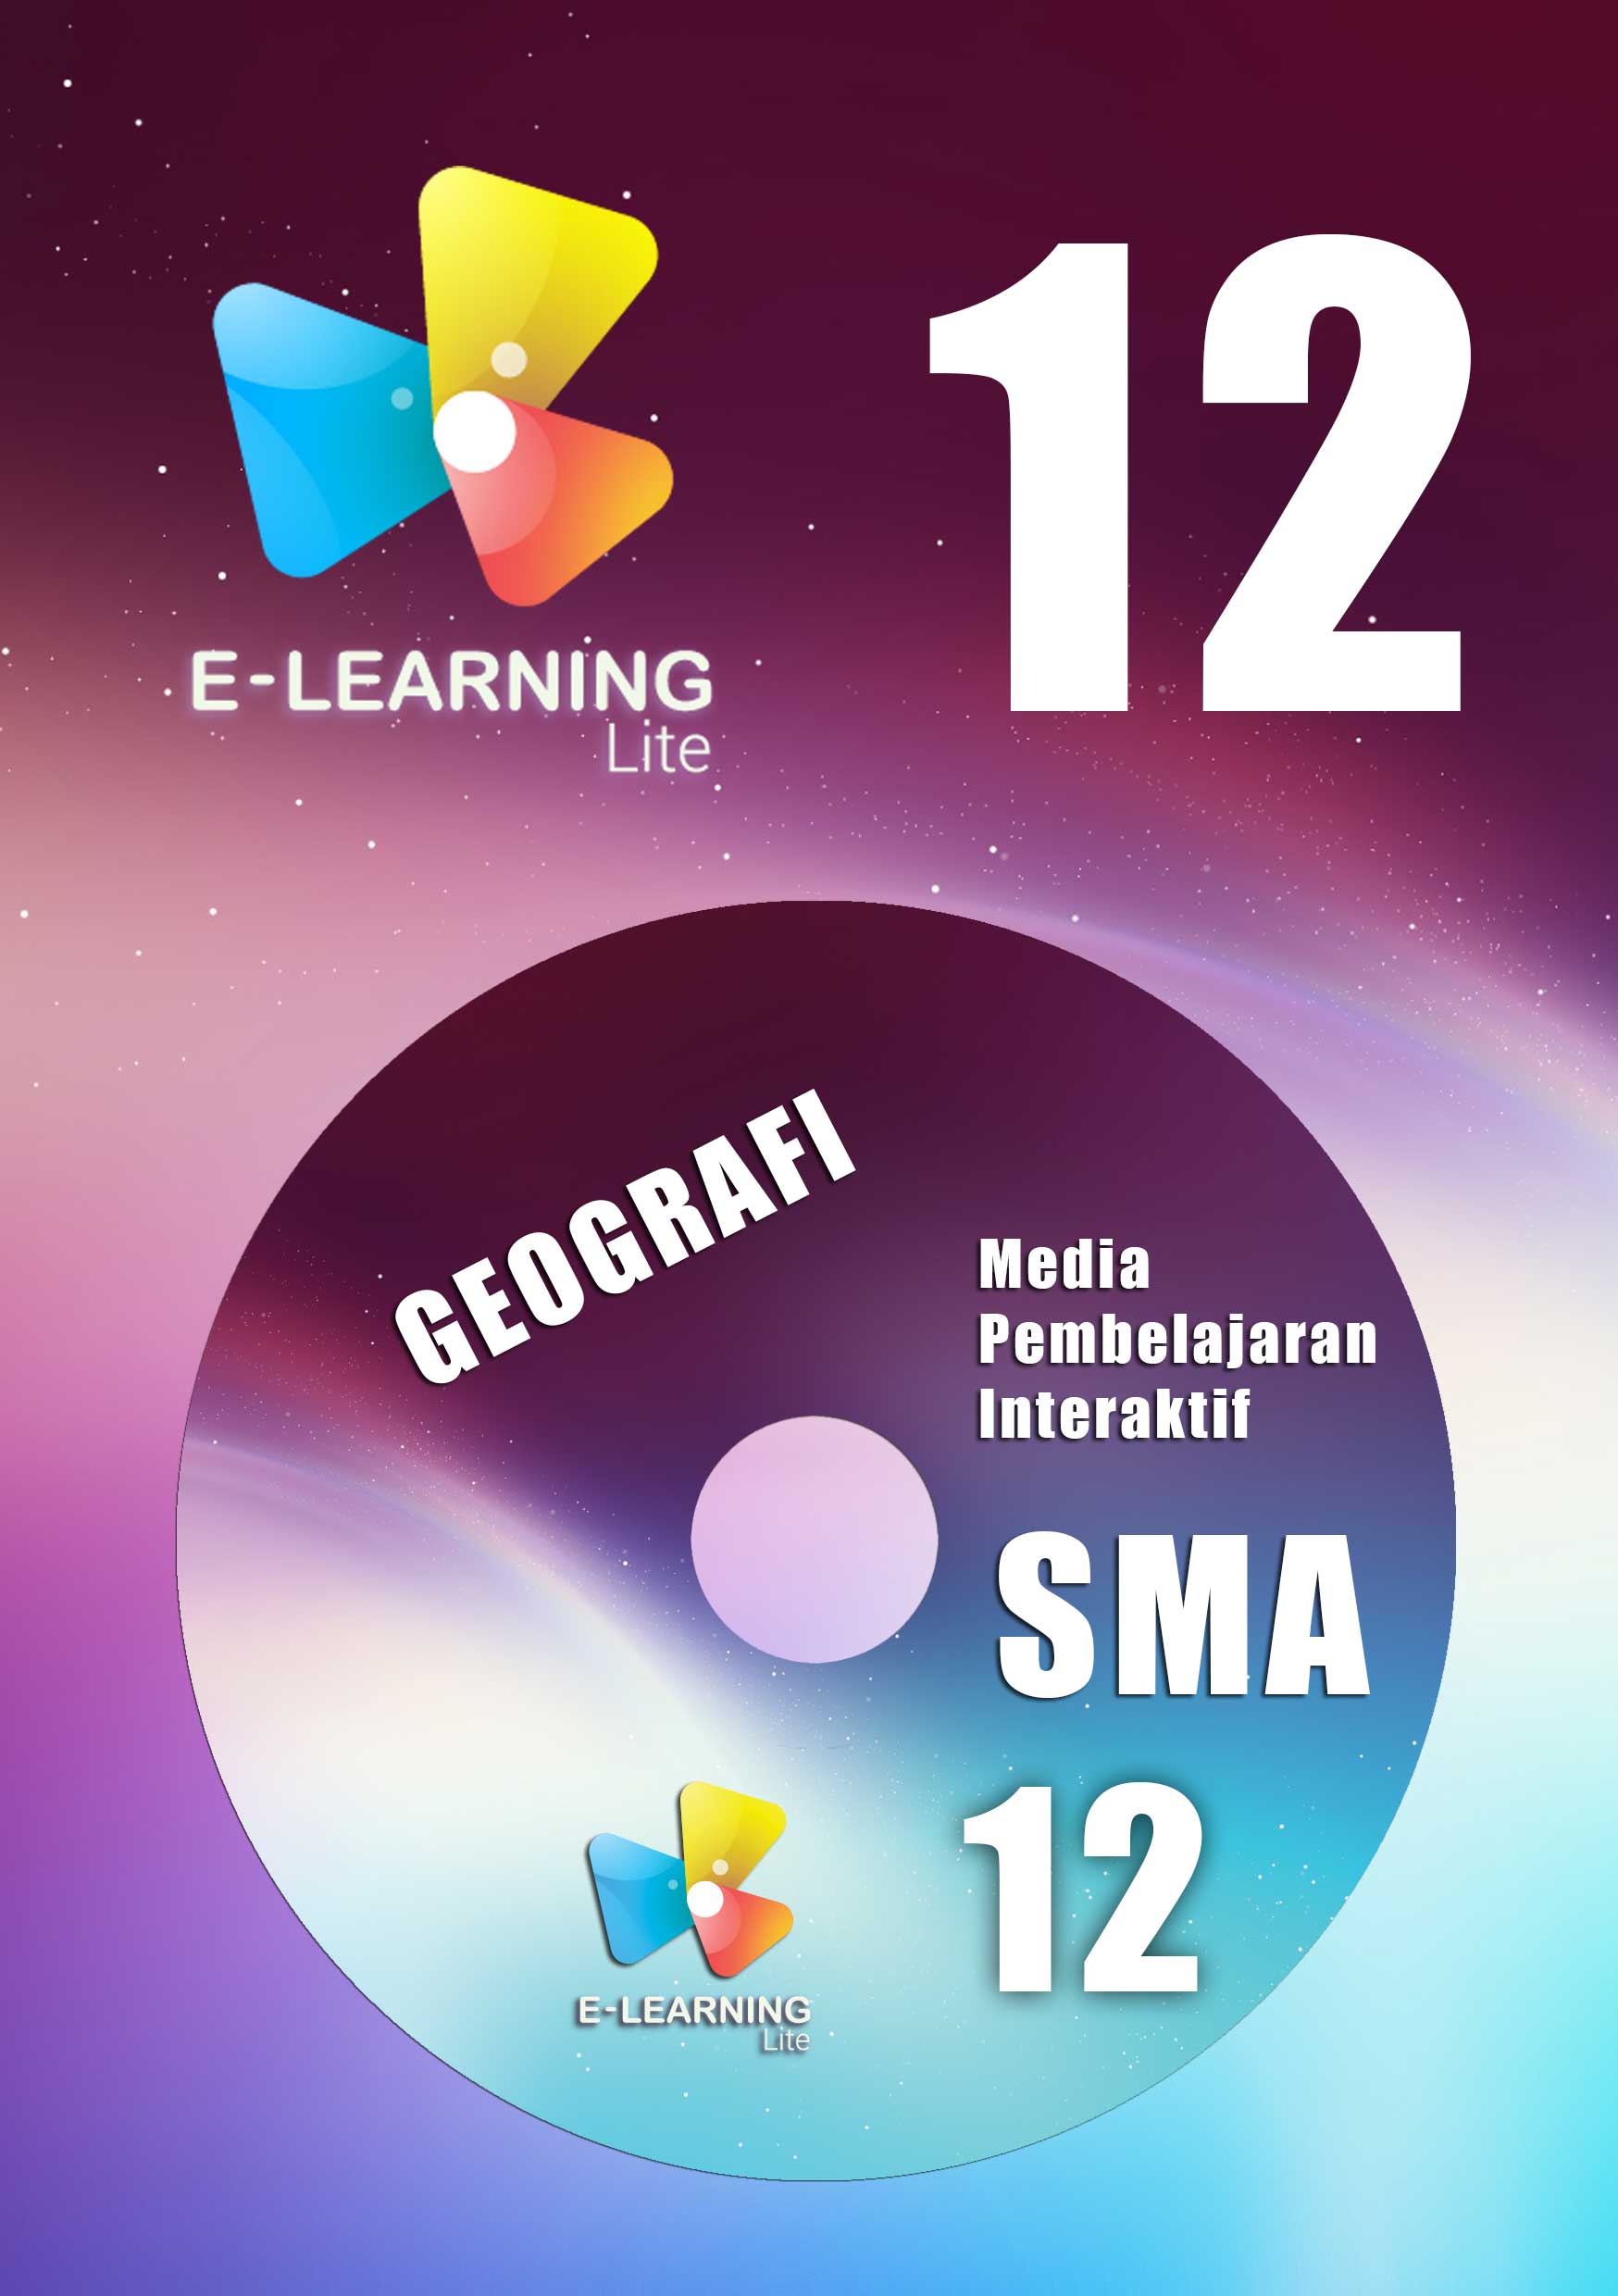 12
E-LEARNING
Lite
GEOGRAFI
Media
Pembelajaran
Interaktif
SMA
12
E-LEARNING
Lite